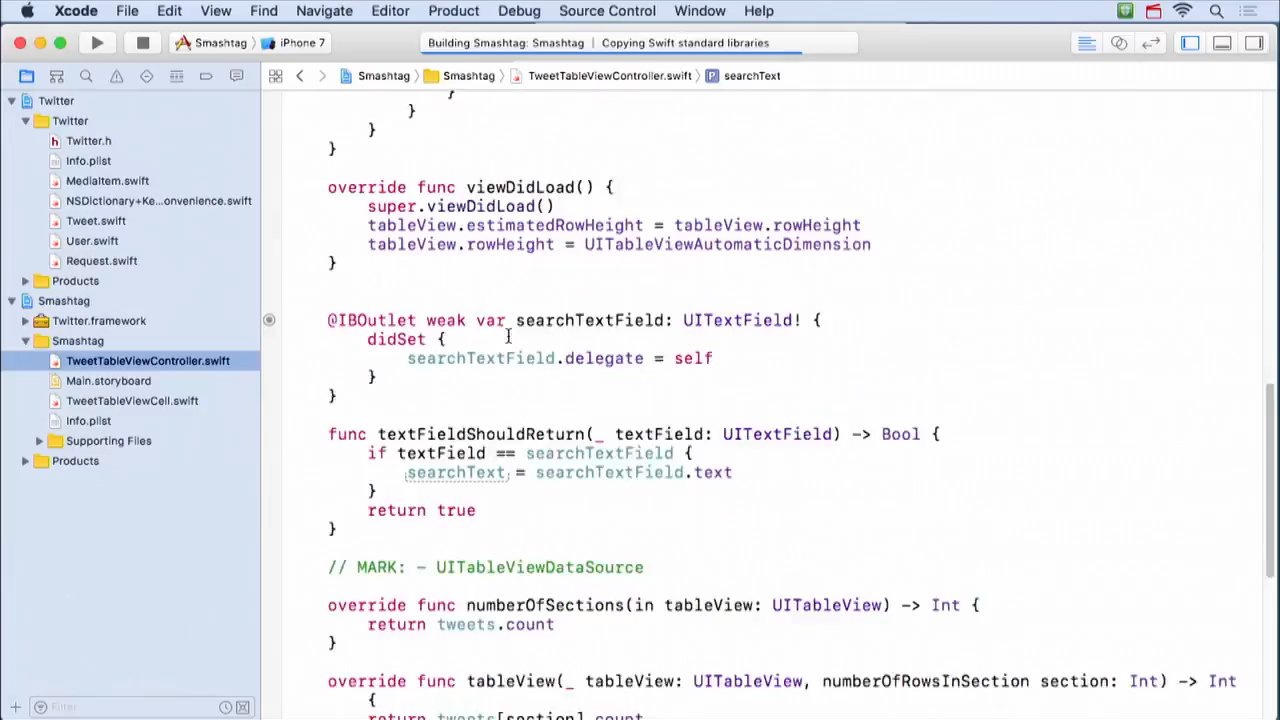 Xcode File Edit View Find Navigate Editor Product Debug Source Control Window Help
Smashtag iPhone 7
Building Smashtag: Smashtag | Copying Swift standard libraries
Smashtag Smashtag TweetTableViewController.swift P searchText
Twitter
Twitter
h Twitter.h
Info.plist
MediaItem.swift
NSDictionary+Ke...onvenience.swift
Tweet.swift
User.swift
Request.swift
Products
Smashtag
Twitter.framework
Smashtag
TweetTableViewController.swift
Main.storyboard
TweetTableViewCell.swift
Info.plist
Supporting Files
Products
Filter
}
}
}
}
override func viewDidLoad() {
super.viewDidLoad()
tableView.estimatedRowHeight = tableView.rowHeight
tableView.rowHeight = UITableViewAutomaticDimension
}
@IBOutlet weak var searchTextField: UITextField! {
didSet {
searchTextField.delegate = self
}
}
func textFieldShouldReturn(_ textField: UITextField) -> Bool {
if textField == searchTextField {
searchText = searchTextField.text
}
return true
}
// MARK: - UITableViewDataSource
override func numberOfSections(in tableView: UITableView) -> Int {
return tweets.count
}
override func tableView(_ tableView: UITableView, numberOfRowsInSection section: Int) -> Int
{
return tweets[section].count